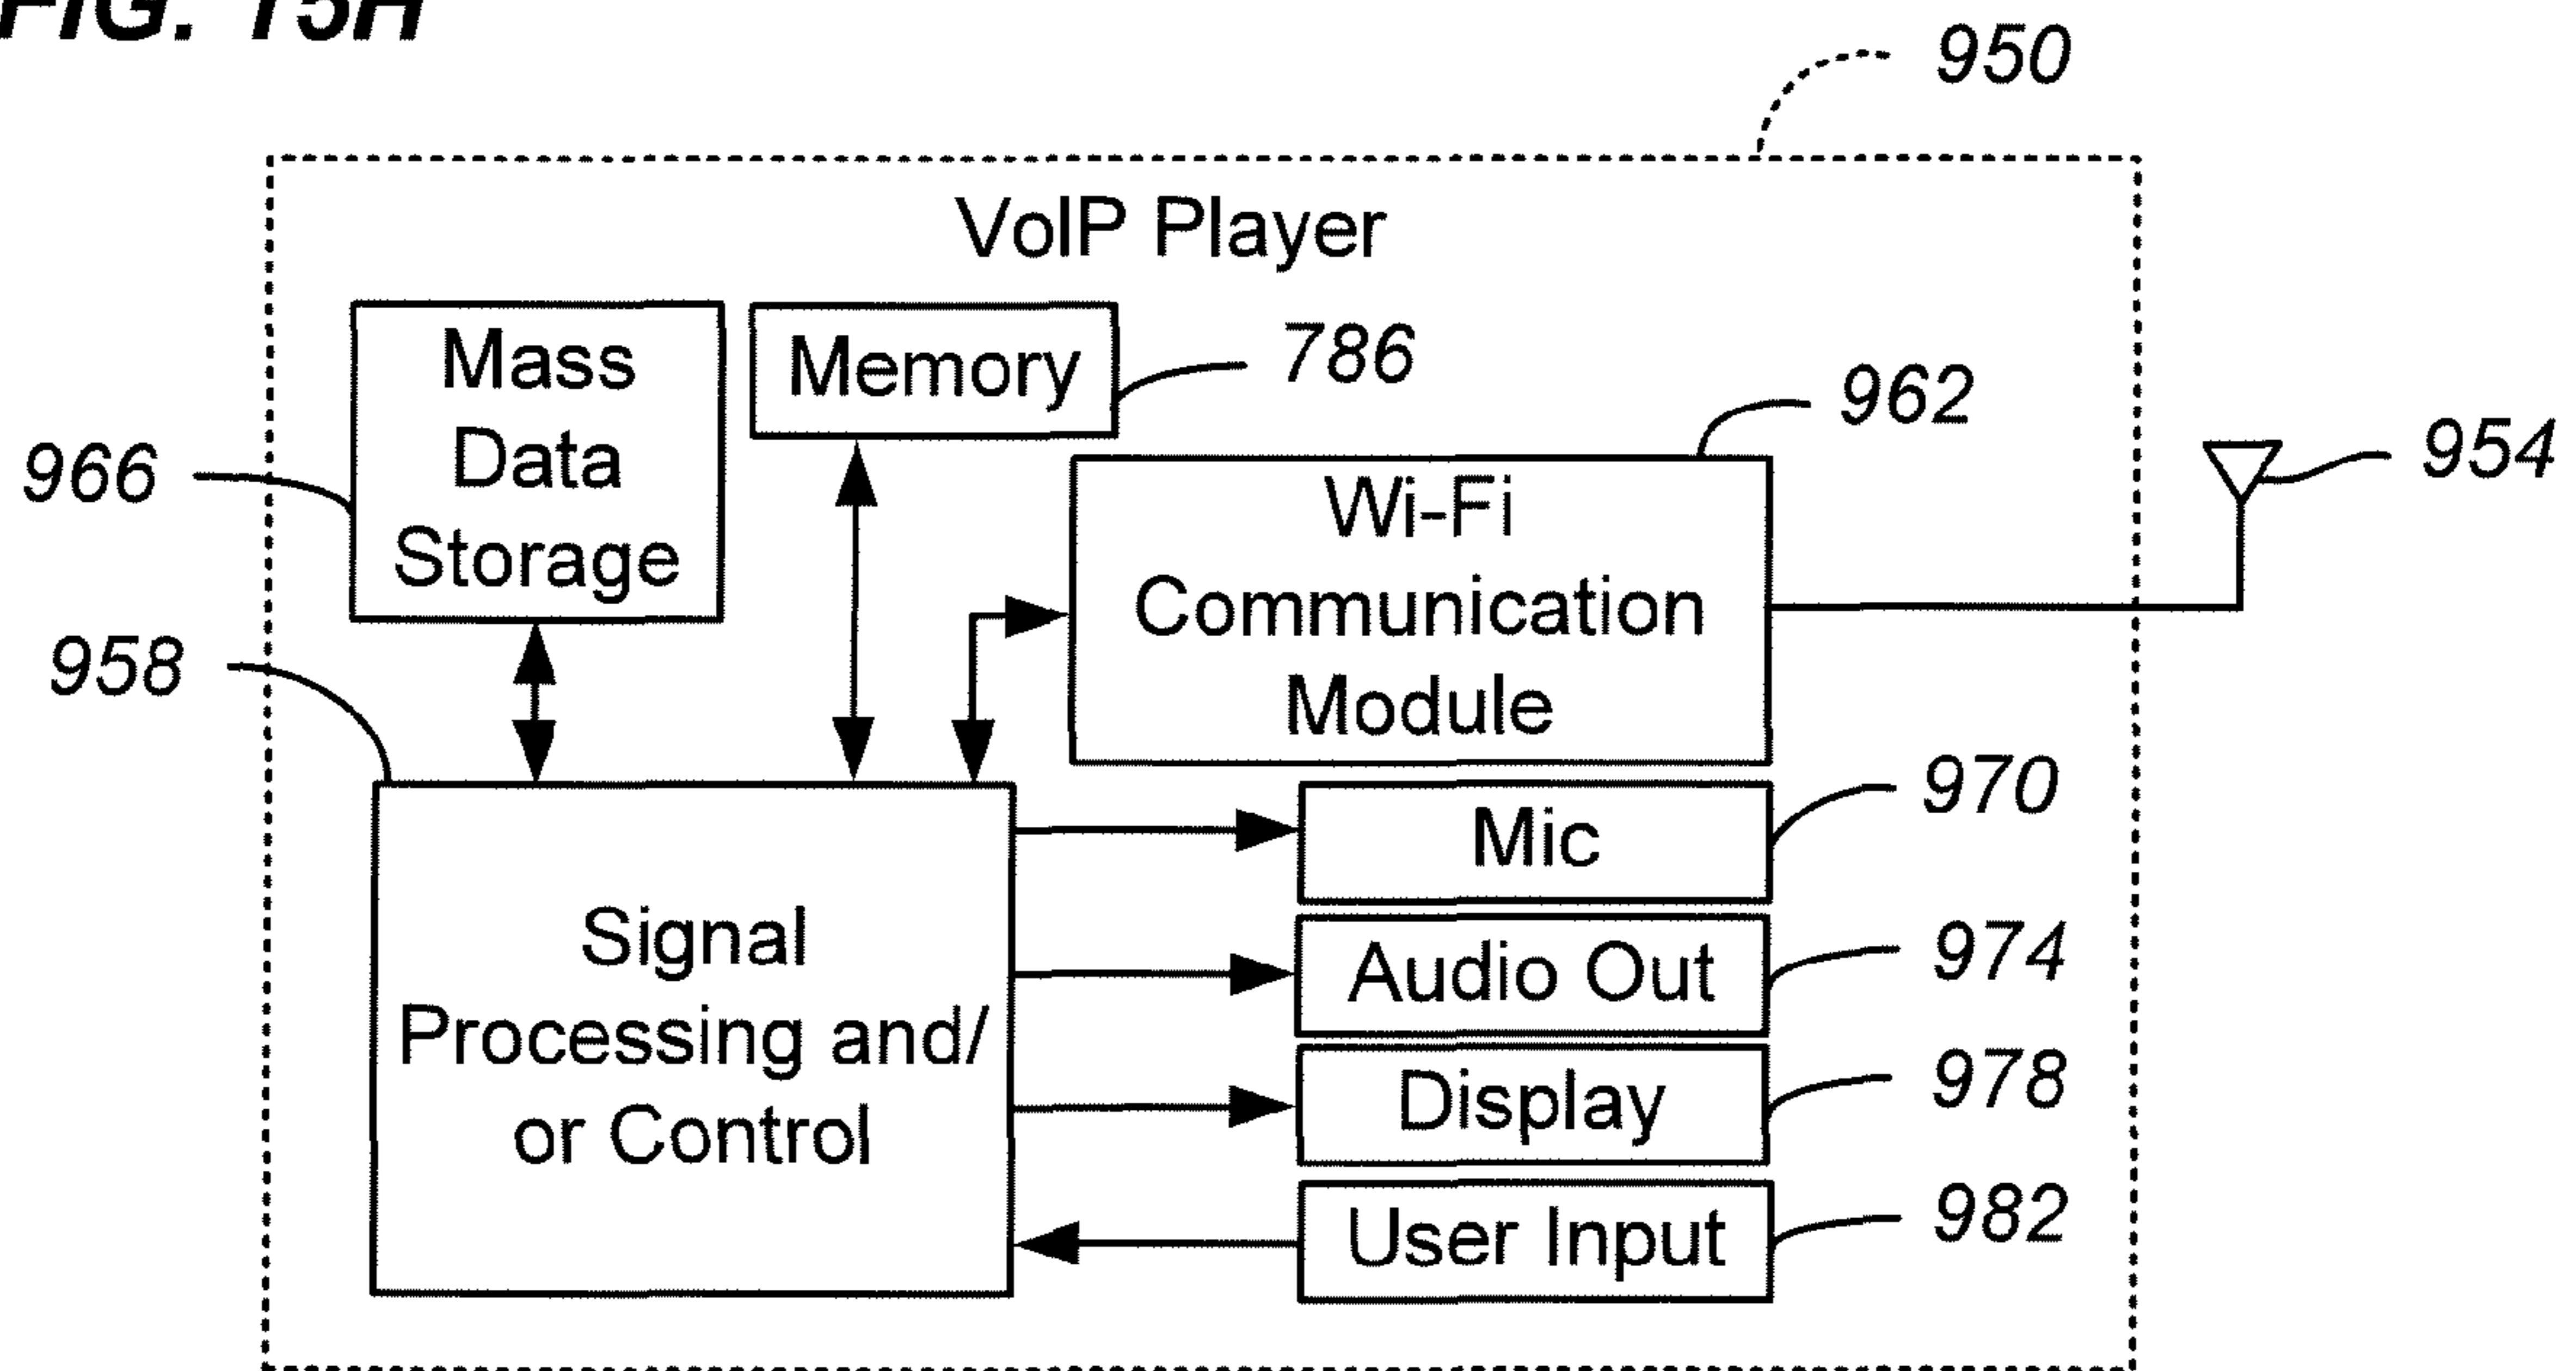 FIG. 15H
950
VoIP Player
Mass
Data
Storage
Memory
786
962
966
Wi-Fi
Communication
Module
954
958
Mic
970
Signal
Processing and/
or Control
Audio Out
974
Display
978
User Input
982